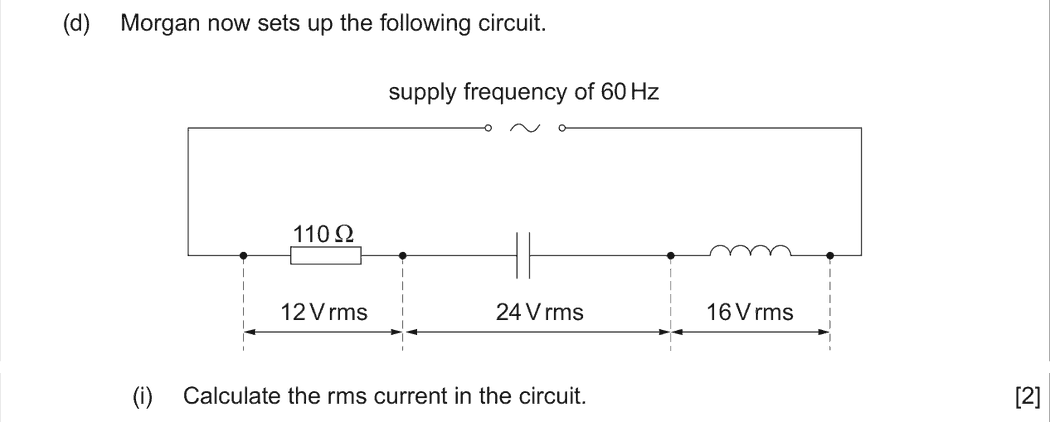 (d) Morgan now sets up the following circuit.
supply frequency of 60 Hz
110 Ω
12 V rms 24 V rms 16 V rms
(i) Calculate the rms current in the circuit. [2]